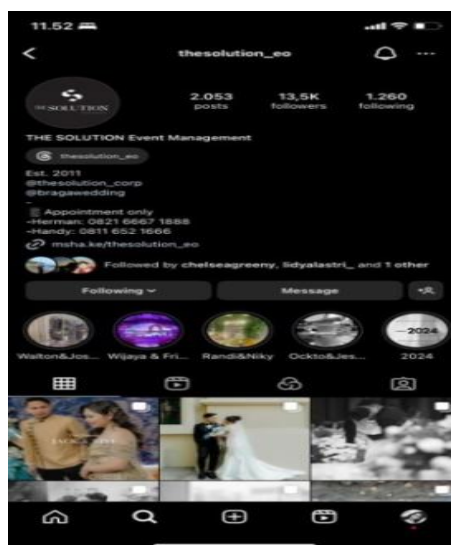 11.52
thesolution_eo
THE SOLUTION
2.053 13,5K 1.260
posts followers following
THE SOLUTION Event Management
thesolution_eo
Est. 2011
@thesolution_corp
@bragawedding
~
Appointment only
-Herman: 0821 6667 1888
-Handy: 0811 652 1666
msha.ke/thesolution_eo
Followed by chelseagreeny, lidyalastri_ and 1 other
Following Message
Walton&Jos... Wijaya & Fri... Randi&Niky Ockto&Jes... 2024
2024